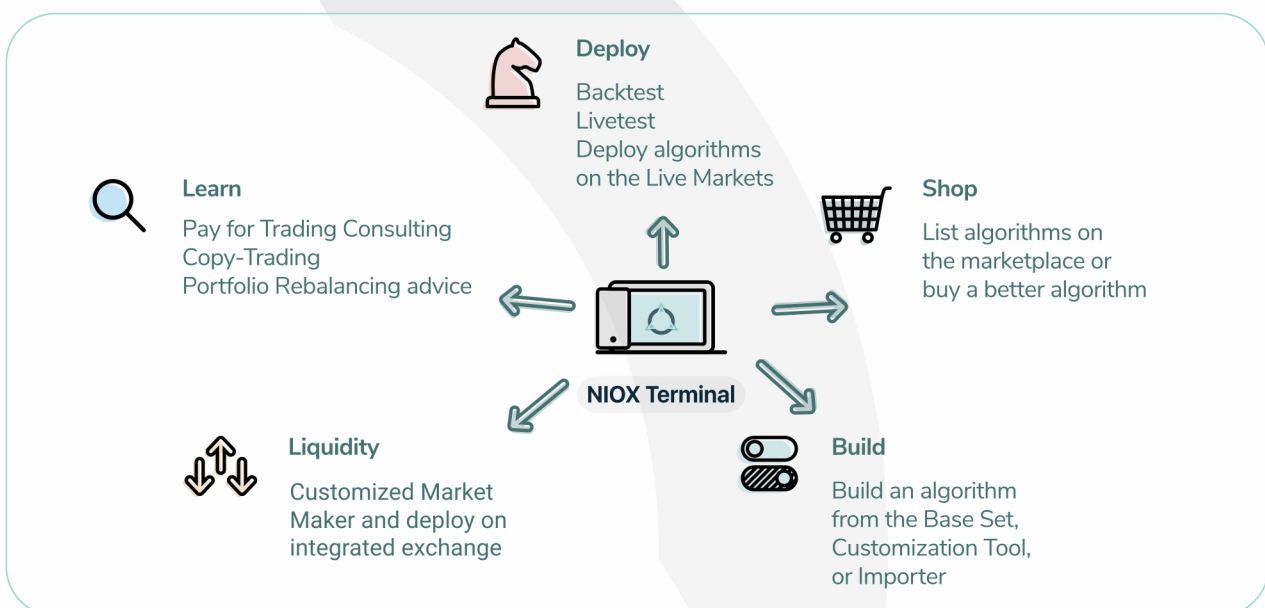 Deploy
Backtest
Livetest
Deploy algorithms
on the Live Markets
Learn
Pay for Trading Consulting
Copy-Trading
Portfolio Rebalancing advice
Shop
List algorithms on
the marketplace or
buy a better algorithm
NIOX Terminal
Liquidity
Customized Market
Maker and deploy on
integrated exchange
Build
Build an algorithm
from the Base Set,
Customization Tool,
or Importer